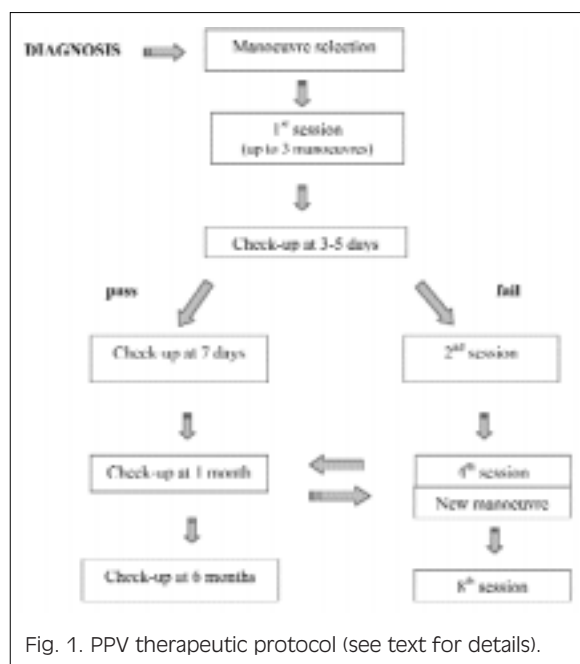 DIAGNOSIS
Manoeuvre selection
1st session
(up to 3 manoeuvres)
Check-up at 3-5 days
pass
fail
Check-up at 7 days
2nd session
Check-up at 1 month
4th session
New manoeuvre
Check-up at 6 months
8th session
Fig. 1. PPV therapeutic protocol (see text for details).